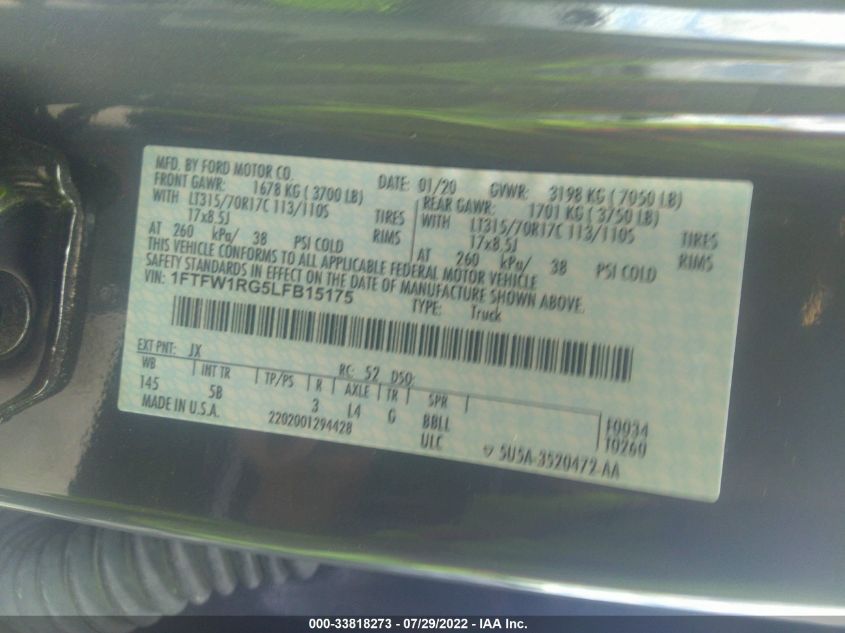 MFD. BY FORD MOTOR CO.
DATE: 01/20 GVWR: 3198 KG ( 7050 LB)
FRONT GAWR: 1678 KG ( 3700 LB)
WITH LT315/70R17C 113/110S TIRES
17x8.5J RIMS
AT 260 kPa/ 38 PSI COLD
REAR GAWR: 1701 KG ( 3750 LB)
WITH LT315/70R17C 113/110S TIRES
17x8.5J RIMS
AT 260 kPa/ 38 PSI COLD
THIS VEHICLE CONFORMS TO ALL APPLICABLE FEDERAL MOTOR VEHICLE
SAFETY STANDARDS IN EFFECT ON THE DATE OF MANUFACTURE SHOWN ABOVE.
VIN: 1FTFW1RG5LFB15175
TYPE: Truck
EXT PNT: JX RC: 52 DSO:
WB INT TR TP/PS R AXLE TR SPR
145 5B 3 L4 G BBLL F0034
MADE IN U.S.A. 2202001294428 ULC T0260
5U5A-3520472-AA
000-33818273 - 07/29/2022 - IAA Inc.